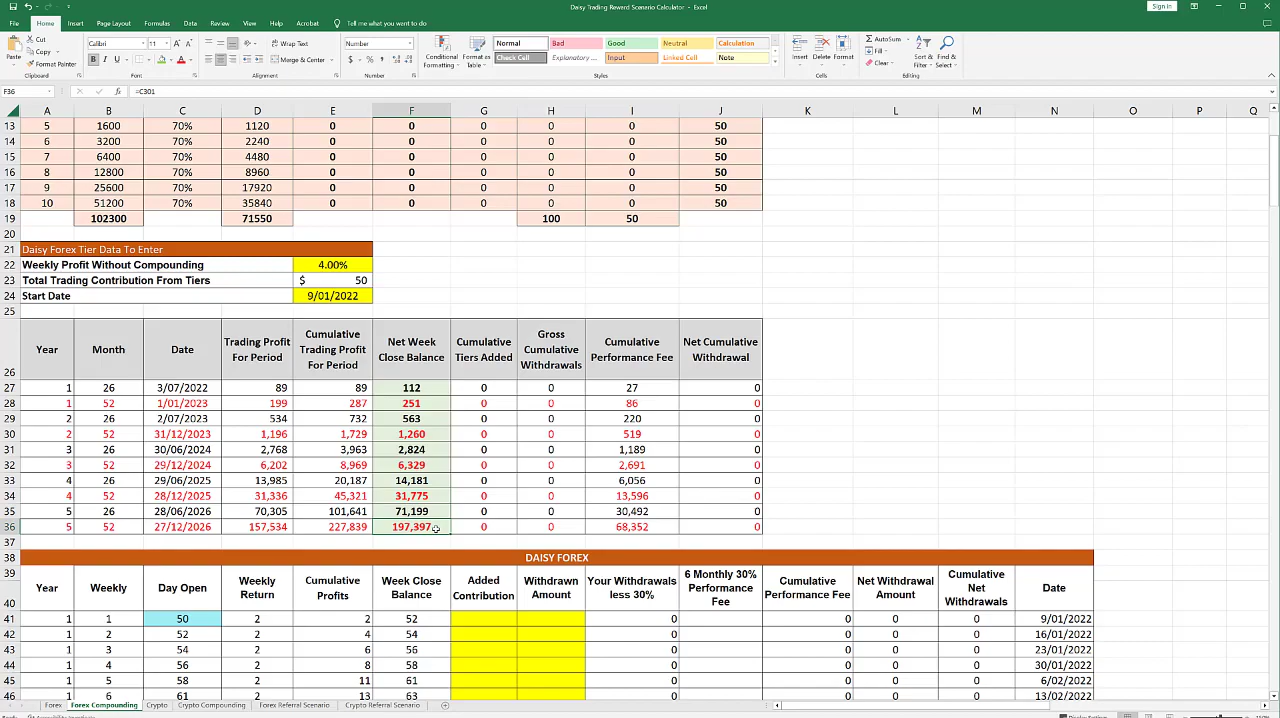 Daisy Trading Reward Scenario Calculator - Excel
Sign in
File Home Insert Page Layout Formulas Data Review View Help Acrobat Tell me what you want to do
Paste
Cut
Copy
Format Painter
Clipboard
Calibri 11
B I U
Font
Wrap Text
Merge & Center
Alignment
Number
$ % ,
Number
Conditional Formatting
Format as Table
Normal Bad Good Neutral Calculation
Check Cell Explanatory ... Input Linked Cell Note
Styles
Insert Delete Format
Cells
AutoSum
Fill
Clear
Sort & Filter
Find & Select
Editing
F36 =C301
A B C D E F G H I J K L M N O P Q
13 5 1600 70% 1120 0 0 0 0 0 50
14 6 3200 70% 2240 0 0 0 0 0 50
15 7 6400 70% 4480 0 0 0 0 0 50
16 8 12800 70% 8960 0 0 0 0 0 50
17 9 25600 70% 17920 0 0 0 0 0 50
18 10 51200 70% 35840 0 0 0 0 0 50
19 102300 71550 100 50
20
21 Daisy Forex Tier Data To Enter
22 Weekly Profit Without Compounding 4.00%
23 Total Trading Contribution From Tiers $ 50
24 Start Date 9/01/2022
25
26 Year Month Date Trading Profit For Period Cumulative Trading Profit For Period Net Week Close Balance Cumulative Tiers Added Gross Cumulative Withdrawals Cumulative Performance Fee Net Cumulative Withdrawal
27 1 26 3/07/2022 89 89 112 0 0 27 0
28 1 52 1/01/2023 199 287 251 0 0 86 0
29 2 26 2/07/2023 534 732 563 0 0 220 0
30 2 52 31/12/2023 1,196 1,729 1,260 0 0 519 0
31 3 26 30/06/2024 2,768 3,963 2,824 0 0 1,189 0
32 3 52 29/12/2024 6,202 8,969 6,329 0 0 2,691 0
33 4 26 29/06/2025 13,985 20,187 14,181 0 0 6,056 0
34 4 52 28/12/2025 31,336 45,321 31,775 0 0 13,596 0
35 5 26 28/06/2026 70,305 101,641 71,199 0 0 30,492 0
36 5 52 27/12/2026 157,534 227,839 197,397 0 0 68,352 0
37
38 DAISY FOREX
39
40 Year Weekly Day Open Weekly Return Cumulative Profits Week Close Balance Added Contribution Withdrawn Amount Your Withdrawals less 30% 6 Monthly 30% Performance Fee Cumulative Performance Fee Net Withdrawal Amount Cumulative Net Withdrawals Date
41 1 1 50 2 2 52 0 0 0 0 9/01/2022
42 1 2 52 2 4 54 0 0 0 0 16/01/2022
43 1 3 54 2 6 56 0 0 0 0 23/01/2022
44 1 4 56 2 8 58 0 0 0 0 30/01/2022
45 1 5 58 2 11 61 0 0 0 0 6/02/2022
46 1 6 61 2 13 63 0 0 0 0 13/02/2022
Forex Forex Compounding Crypto Crypto Compounding Forex Referral Scenario Crypto Referral Scenario